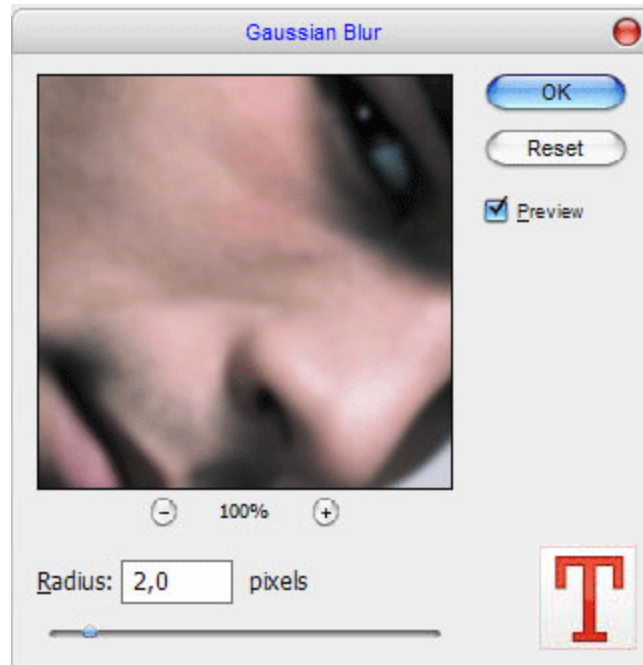 Gaussian Blur
OK
Reset
Preview
100%
Radius: 2,0 pixels
T